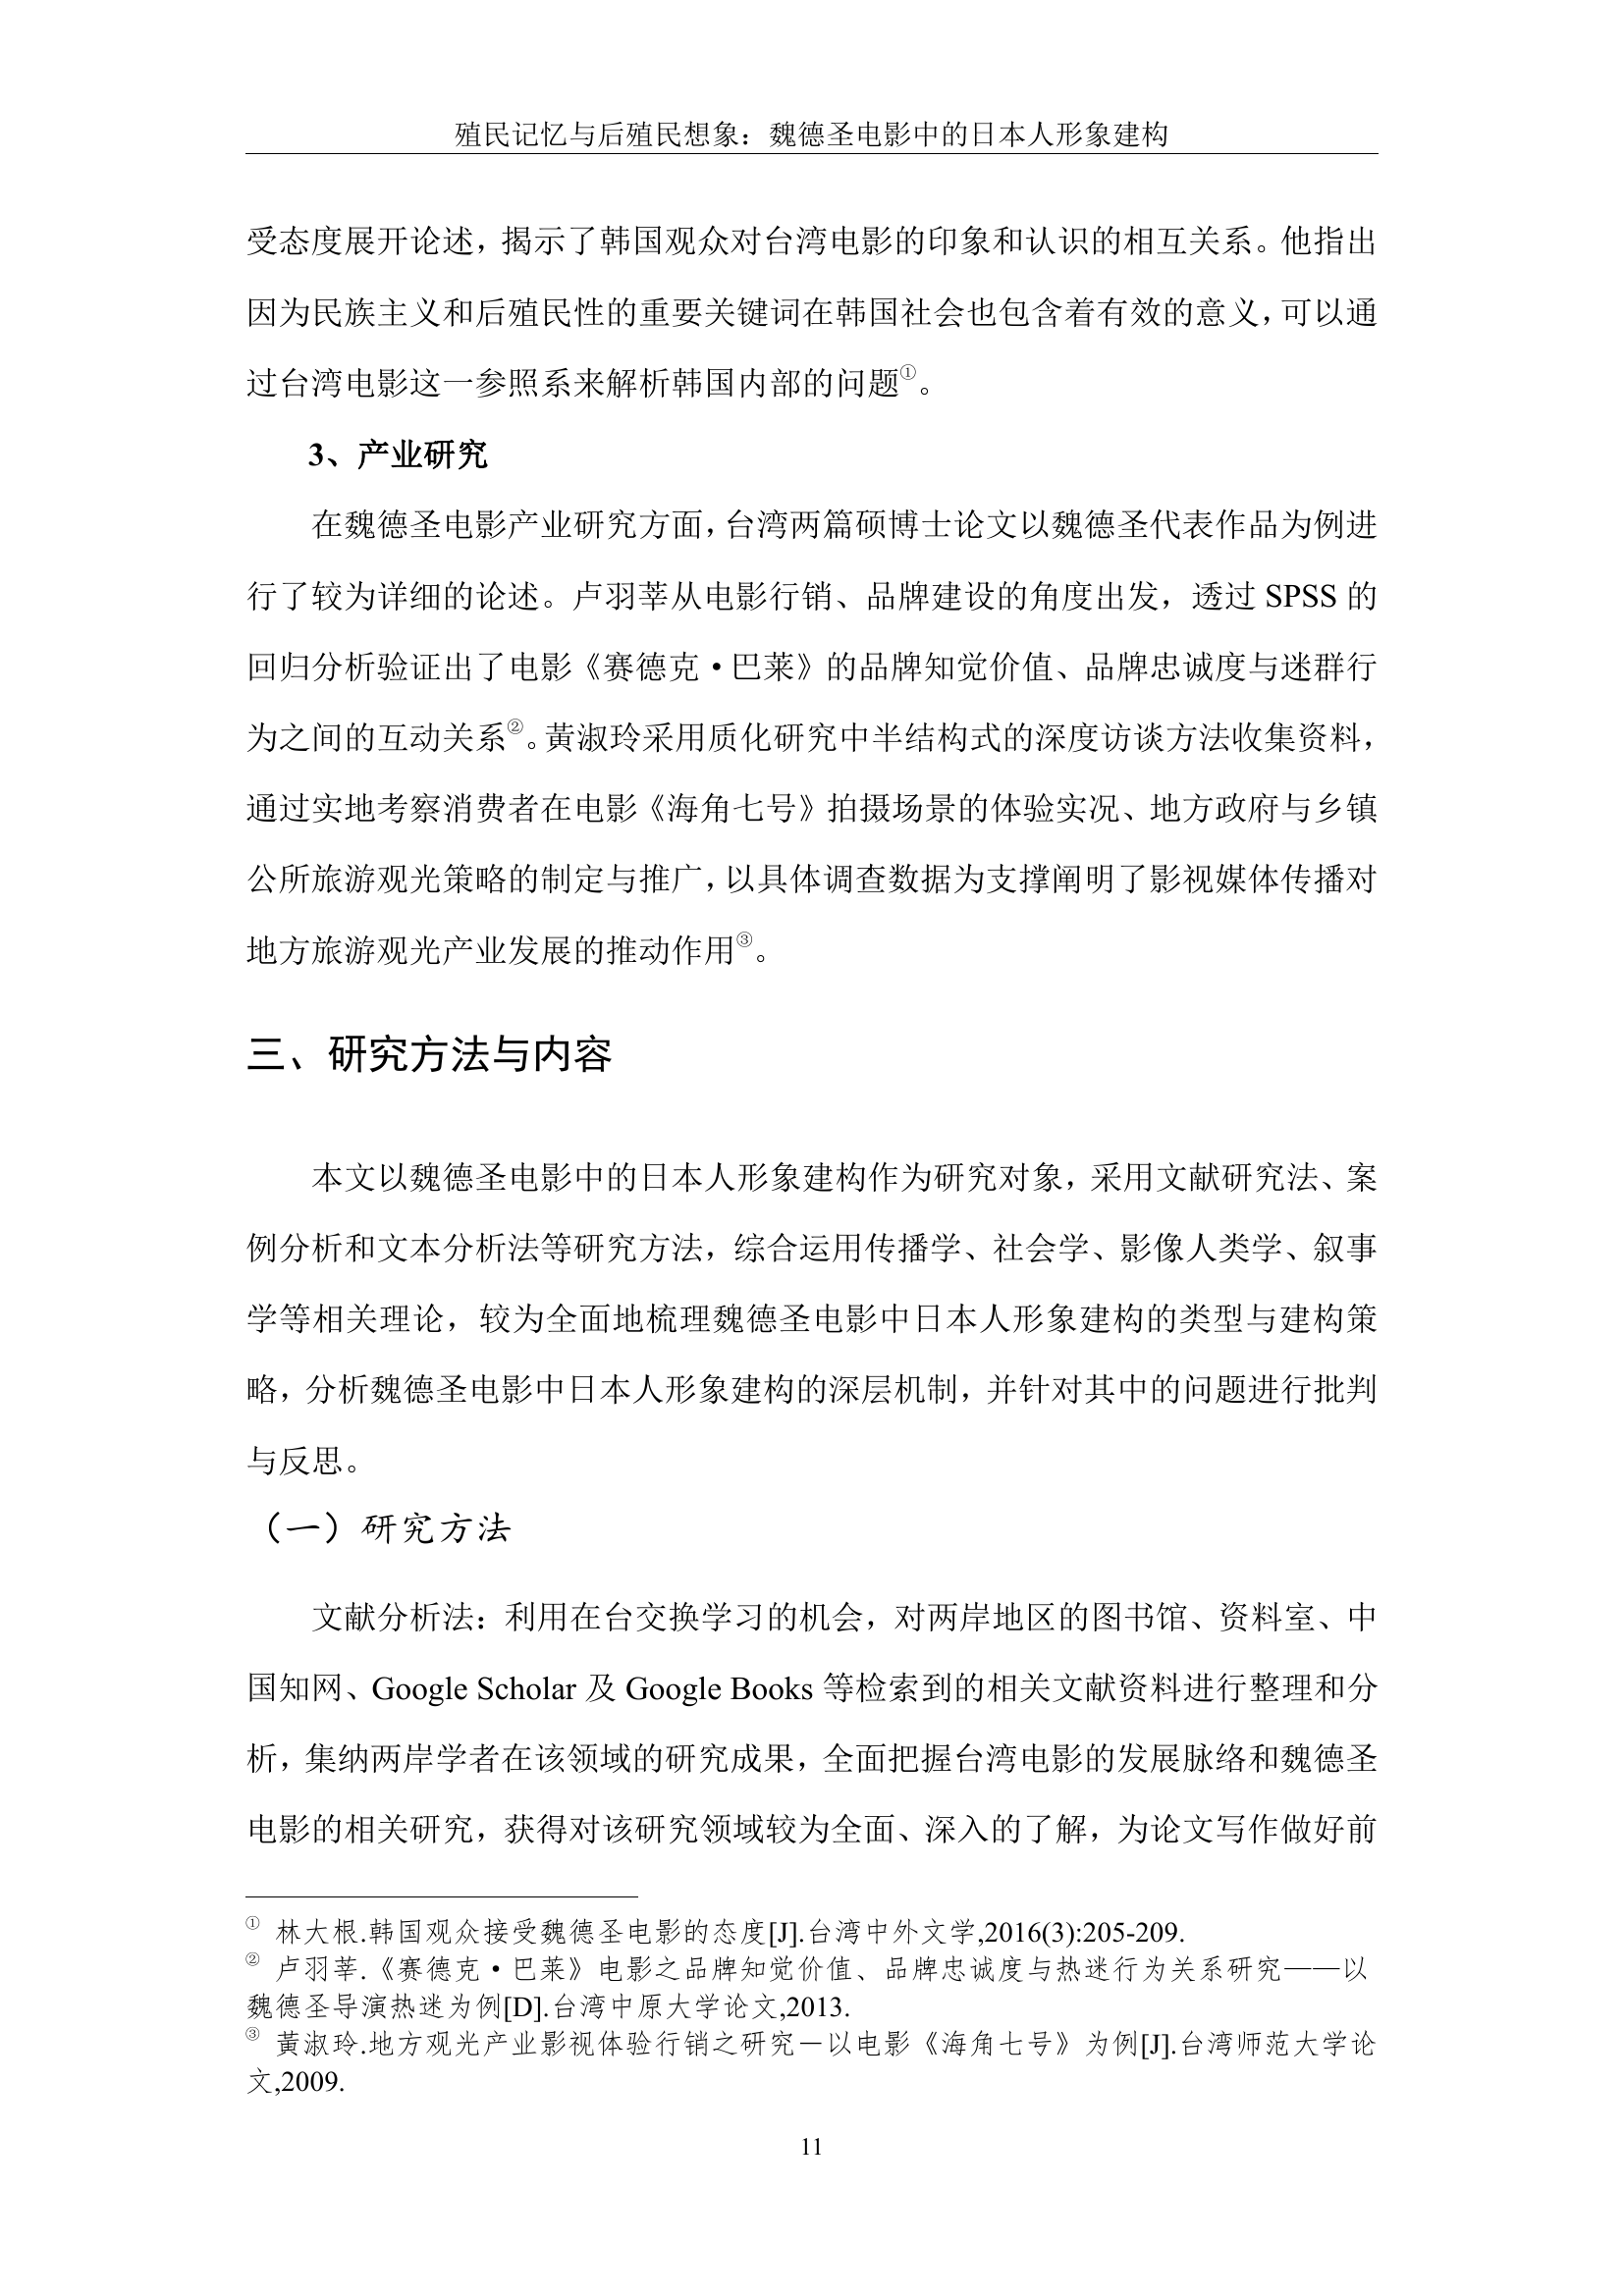 殖民记忆与后殖民想象：魏德圣电影中的日本人形象建构
受态度展开论述，揭示了韩国观众对台湾电影的印象和认识的相互关系。他指出
因为民族主义和后殖民性的重要关键词在韩国社会也包含着有效的意义，可以通
过台湾电影这一参照系来解析韩国内部的问题①。
3、产业研究
在魏德圣电影产业研究方面，台湾两篇硕博士论文以魏德圣代表作品为例进
行了较为详细的论述。卢羽莘从电影行销、品牌建设的角度出发，透过 SPSS 的
回归分析验证出了电影《赛德克·巴莱》的品牌知觉价值、品牌忠诚度与迷群行
为之间的互动关系②。黄淑玲采用质化研究中半结构式的深度访谈方法收集资料，
通过实地考察消费者在电影《海角七号》拍摄场景的体验实况、地方政府与乡镇
公所旅游观光策略的制定与推广，以具体调查数据为支撑阐明了影视媒体传播对
地方旅游观光产业发展的推动作用③。
三、研究方法与内容
本文以魏德圣电影中的日本人形象建构作为研究对象，采用文献研究法、案
例分析和文本分析法等研究方法，综合运用传播学、社会学、影像人类学、叙事
学等相关理论，较为全面地梳理魏德圣电影中日本人形象建构的类型与建构策
略，分析魏德圣电影中日本人形象建构的深层机制，并针对其中的问题进行批判
与反思。
（一）研究方法
文献分析法：利用在台交换学习的机会，对两岸地区的图书馆、资料室、中
国知网、Google Scholar 及 Google Books 等检索到的相关文献资料进行整理和分
析，集纳两岸学者在该领域的研究成果，全面把握台湾电影的发展脉络和魏德圣
电影的相关研究，获得对该研究领域较为全面、深入的了解，为论文写作做好前
① 林大根.韩国观众接受魏德圣电影的态度[J].台湾中外文学,2016(3):205-209.
② 卢羽莘.《赛德克·巴莱》电影之品牌知觉价值、品牌忠诚度与热迷行为关系研究——以
魏德圣导演热迷为例[D].台湾中原大学论文,2013.
③ 黄淑玲.地方观光产业影视体验行销之研究－以电影《海角七号》为例[J].台湾师范大学论
文,2009.
11